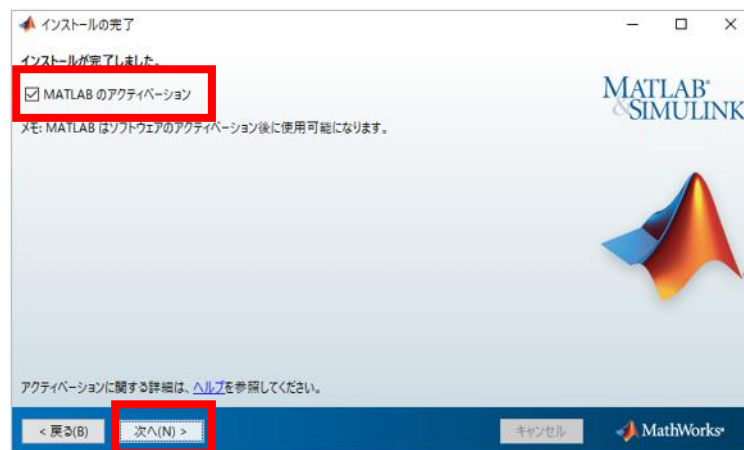 インストールの完了
インストールが完了しました。
MATLAB のアクティベーション
メモ: MATLAB はソフトウェアのアクティベーション後に使用可能になります。
MATLAB®
&SIMULINK
アクティベーションに関する詳細は、ヘルプを参照してください。
< 戻る(B)
次へ(N) >
キャンセル
MathWorks®